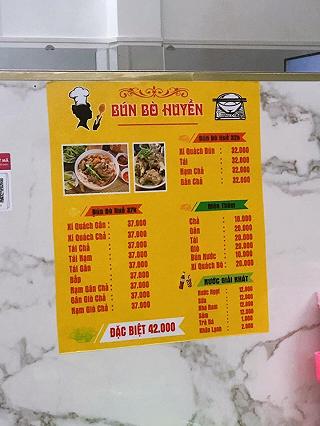 BÚN BÒ HUYỀN
Bún Bò Huế 32k
Xí Quách Bún : 32.000
Tái : 32.000
Nạm Chả : 32.000
Gân Chả : 32.000
Bún Bò Huế 37k
Xí Quách Gân : 37.000
Xí Quách Chả : 37.000
Tái Chả : 37.000
Tái Nạm : 37.000
Tái Gân : 37.000
Bắp : 37.000
Nạm Gân Chả : 37.000
Gân Giò Chả : 37.000
Nạm Giò Chả : 37.000
ĐẶC BIỆT 42.000
Món Thêm
Chả : 10.000
Gân : 20.000
Tái : 20.000
Giò : 20.000
Bún Nước : 10.000
Xí Quách Bò : 20.000
NƯỚC GIẢI KHÁT
Nước Ngọt : 12.000
Sữa : 12.000
Nha Đam : 12.000
Sâm : 12.000
Trà Đá : 1.000
Khăn Lạnh : 2.000